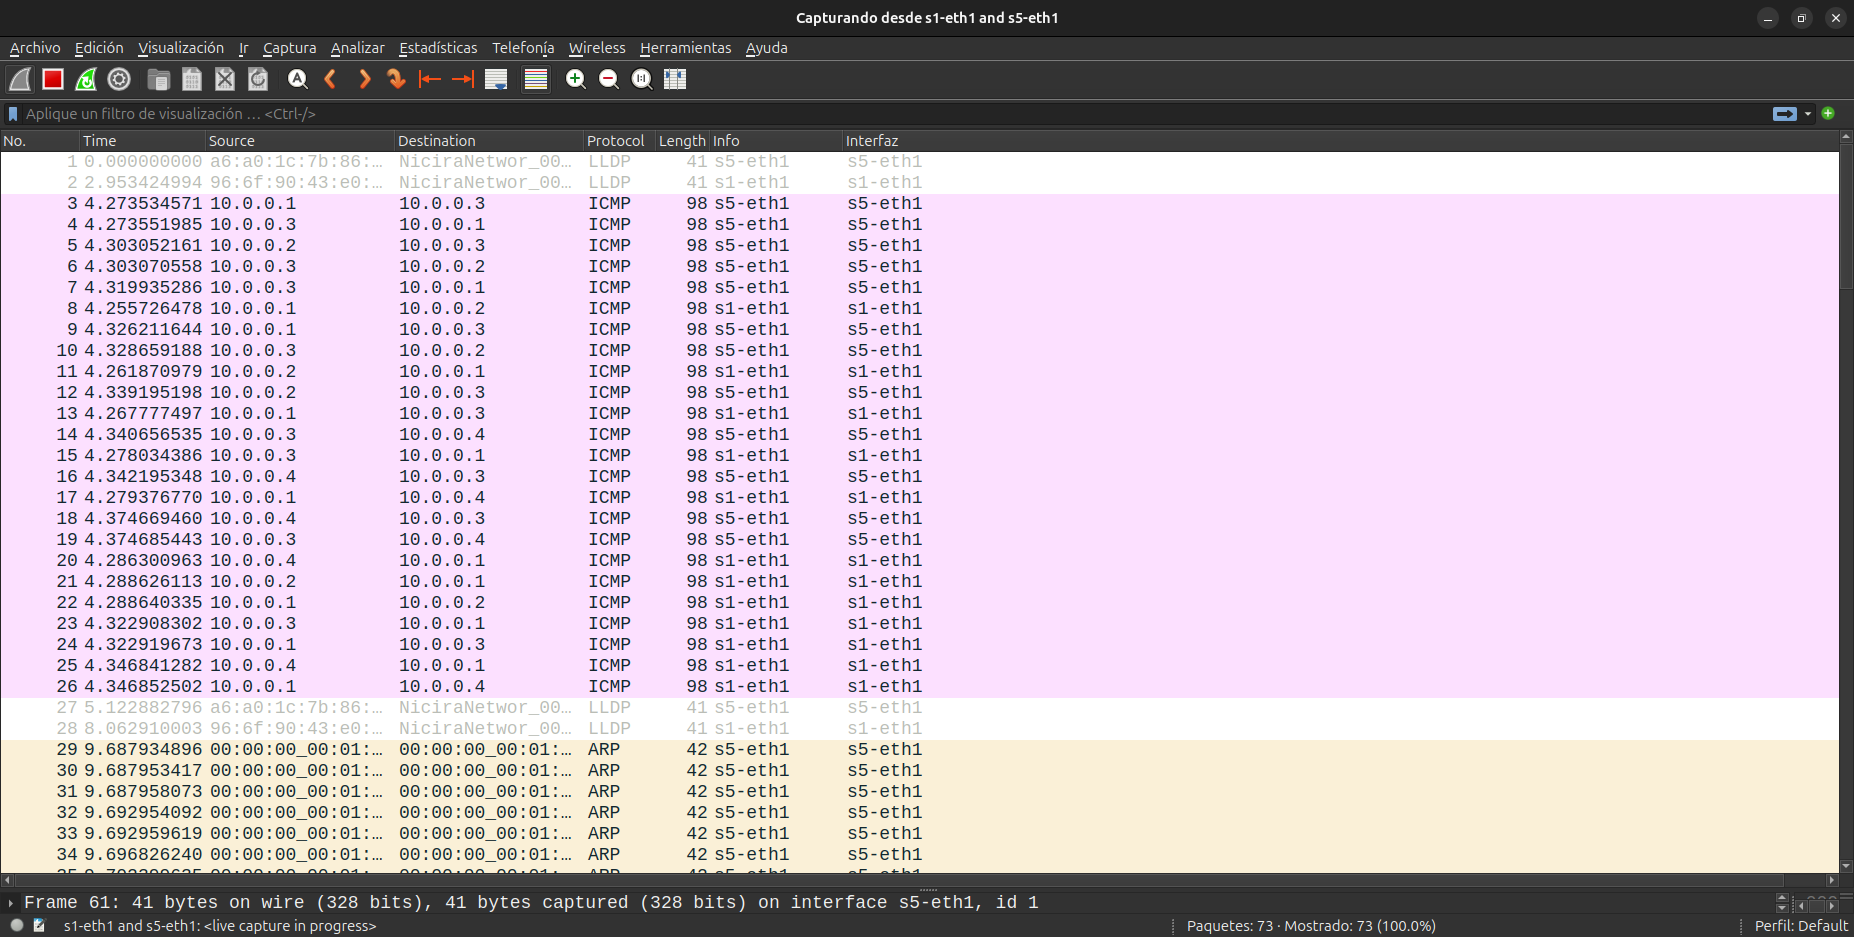 Capturando desde s1-eth1 and s5-eth1
Archivo Edición Visualización Ir Captura Analizar Estadísticas Telefonía Wireless Herramientas Ayuda
Aplique un filtro de visualización … <Ctrl-/>
No. Time Source Destination Protocol Length Info Interfaz
1 0.000000000 a6:a0:1c:7b:86:… NiciraNetwor_00… LLDP 41 s5-eth1 s5-eth1
2 2.953424994 96:6f:90:43:e0:… NiciraNetwor_00… LLDP 41 s1-eth1 s1-eth1
3 4.273534571 10.0.0.1 10.0.0.3 ICMP 98 s5-eth1 s5-eth1
4 4.273551985 10.0.0.3 10.0.0.1 ICMP 98 s5-eth1 s5-eth1
5 4.303052161 10.0.0.2 10.0.0.3 ICMP 98 s5-eth1 s5-eth1
6 4.303070558 10.0.0.3 10.0.0.2 ICMP 98 s5-eth1 s5-eth1
7 4.319935286 10.0.0.3 10.0.0.1 ICMP 98 s5-eth1 s5-eth1
8 4.255726478 10.0.0.1 10.0.0.2 ICMP 98 s1-eth1 s1-eth1
9 4.326211644 10.0.0.1 10.0.0.3 ICMP 98 s5-eth1 s5-eth1
10 4.328659188 10.0.0.3 10.0.0.2 ICMP 98 s5-eth1 s5-eth1
11 4.261870979 10.0.0.2 10.0.0.1 ICMP 98 s1-eth1 s1-eth1
12 4.339195198 10.0.0.2 10.0.0.3 ICMP 98 s5-eth1 s5-eth1
13 4.267777497 10.0.0.1 10.0.0.3 ICMP 98 s1-eth1 s1-eth1
14 4.340656535 10.0.0.3 10.0.0.4 ICMP 98 s5-eth1 s5-eth1
15 4.278034386 10.0.0.3 10.0.0.1 ICMP 98 s1-eth1 s1-eth1
16 4.342195348 10.0.0.4 10.0.0.3 ICMP 98 s5-eth1 s5-eth1
17 4.279376770 10.0.0.1 10.0.0.4 ICMP 98 s1-eth1 s1-eth1
18 4.374669460 10.0.0.4 10.0.0.3 ICMP 98 s5-eth1 s5-eth1
19 4.374685443 10.0.0.3 10.0.0.4 ICMP 98 s5-eth1 s5-eth1
20 4.286300963 10.0.0.4 10.0.0.1 ICMP 98 s1-eth1 s1-eth1
21 4.288626113 10.0.0.2 10.0.0.1 ICMP 98 s1-eth1 s1-eth1
22 4.288640335 10.0.0.1 10.0.0.2 ICMP 98 s1-eth1 s1-eth1
23 4.322908302 10.0.0.3 10.0.0.1 ICMP 98 s1-eth1 s1-eth1
24 4.322919673 10.0.0.1 10.0.0.3 ICMP 98 s1-eth1 s1-eth1
25 4.346841282 10.0.0.4 10.0.0.1 ICMP 98 s1-eth1 s1-eth1
26 4.346852502 10.0.0.1 10.0.0.4 ICMP 98 s1-eth1 s1-eth1
27 5.122882796 a6:a0:1c:7b:86:… NiciraNetwor_00… LLDP 41 s5-eth1 s5-eth1
28 8.062910003 96:6f:90:43:e0:… NiciraNetwor_00… LLDP 41 s1-eth1 s1-eth1
29 9.687934896 00:00:00_00:01:… 00:00:00_00:01:… ARP 42 s5-eth1 s5-eth1
30 9.687953417 00:00:00_00:01:… 00:00:00_00:01:… ARP 42 s5-eth1 s5-eth1
31 9.687958073 00:00:00_00:01:… 00:00:00_00:01:… ARP 42 s5-eth1 s5-eth1
32 9.692954092 00:00:00_00:01:… 00:00:00_00:01:… ARP 42 s5-eth1 s5-eth1
33 9.692959619 00:00:00_00:01:… 00:00:00_00:01:… ARP 42 s5-eth1 s5-eth1
34 9.696826240 00:00:00_00:01:… 00:00:00_00:01:… ARP 42 s5-eth1 s5-eth1
Frame 61: 41 bytes on wire (328 bits), 41 bytes captured (328 bits) on interface s5-eth1, id 1
s1-eth1 and s5-eth1: <live capture in progress> Paquetes: 73 · Mostrado: 73 (100.0%) Perfil: Default